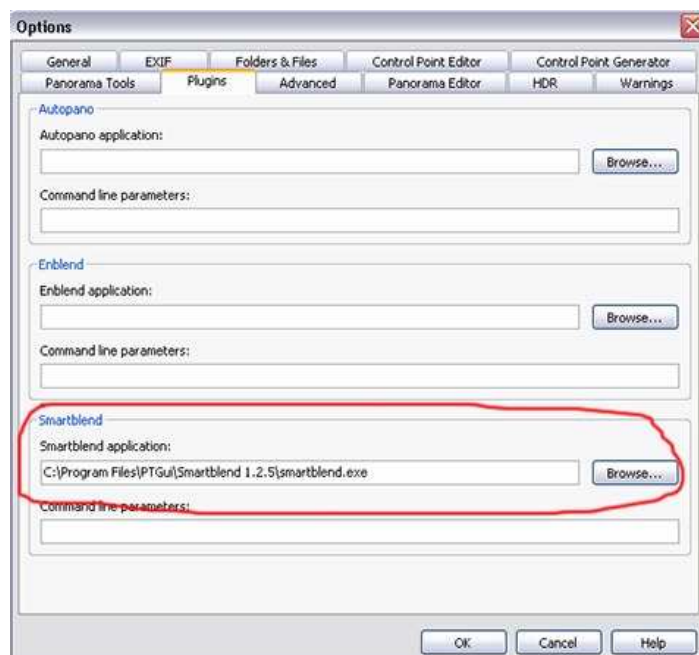 Options
General EXIF Folders & Files Control Point Editor Control Point Generator
Panorama Tools Plugins Advanced Panorama Editor HDR Warnings
Autopano
Autopano application:
Browse...
Command line parameters:
Enblend
Enblend application:
Browse...
Command line parameters:
Smartblend
Smartblend application:
C:\Program Files\PTGui\Smartblend 1.2.5\smartblend.exe Browse...
Command line parameters:
OK Cancel Help